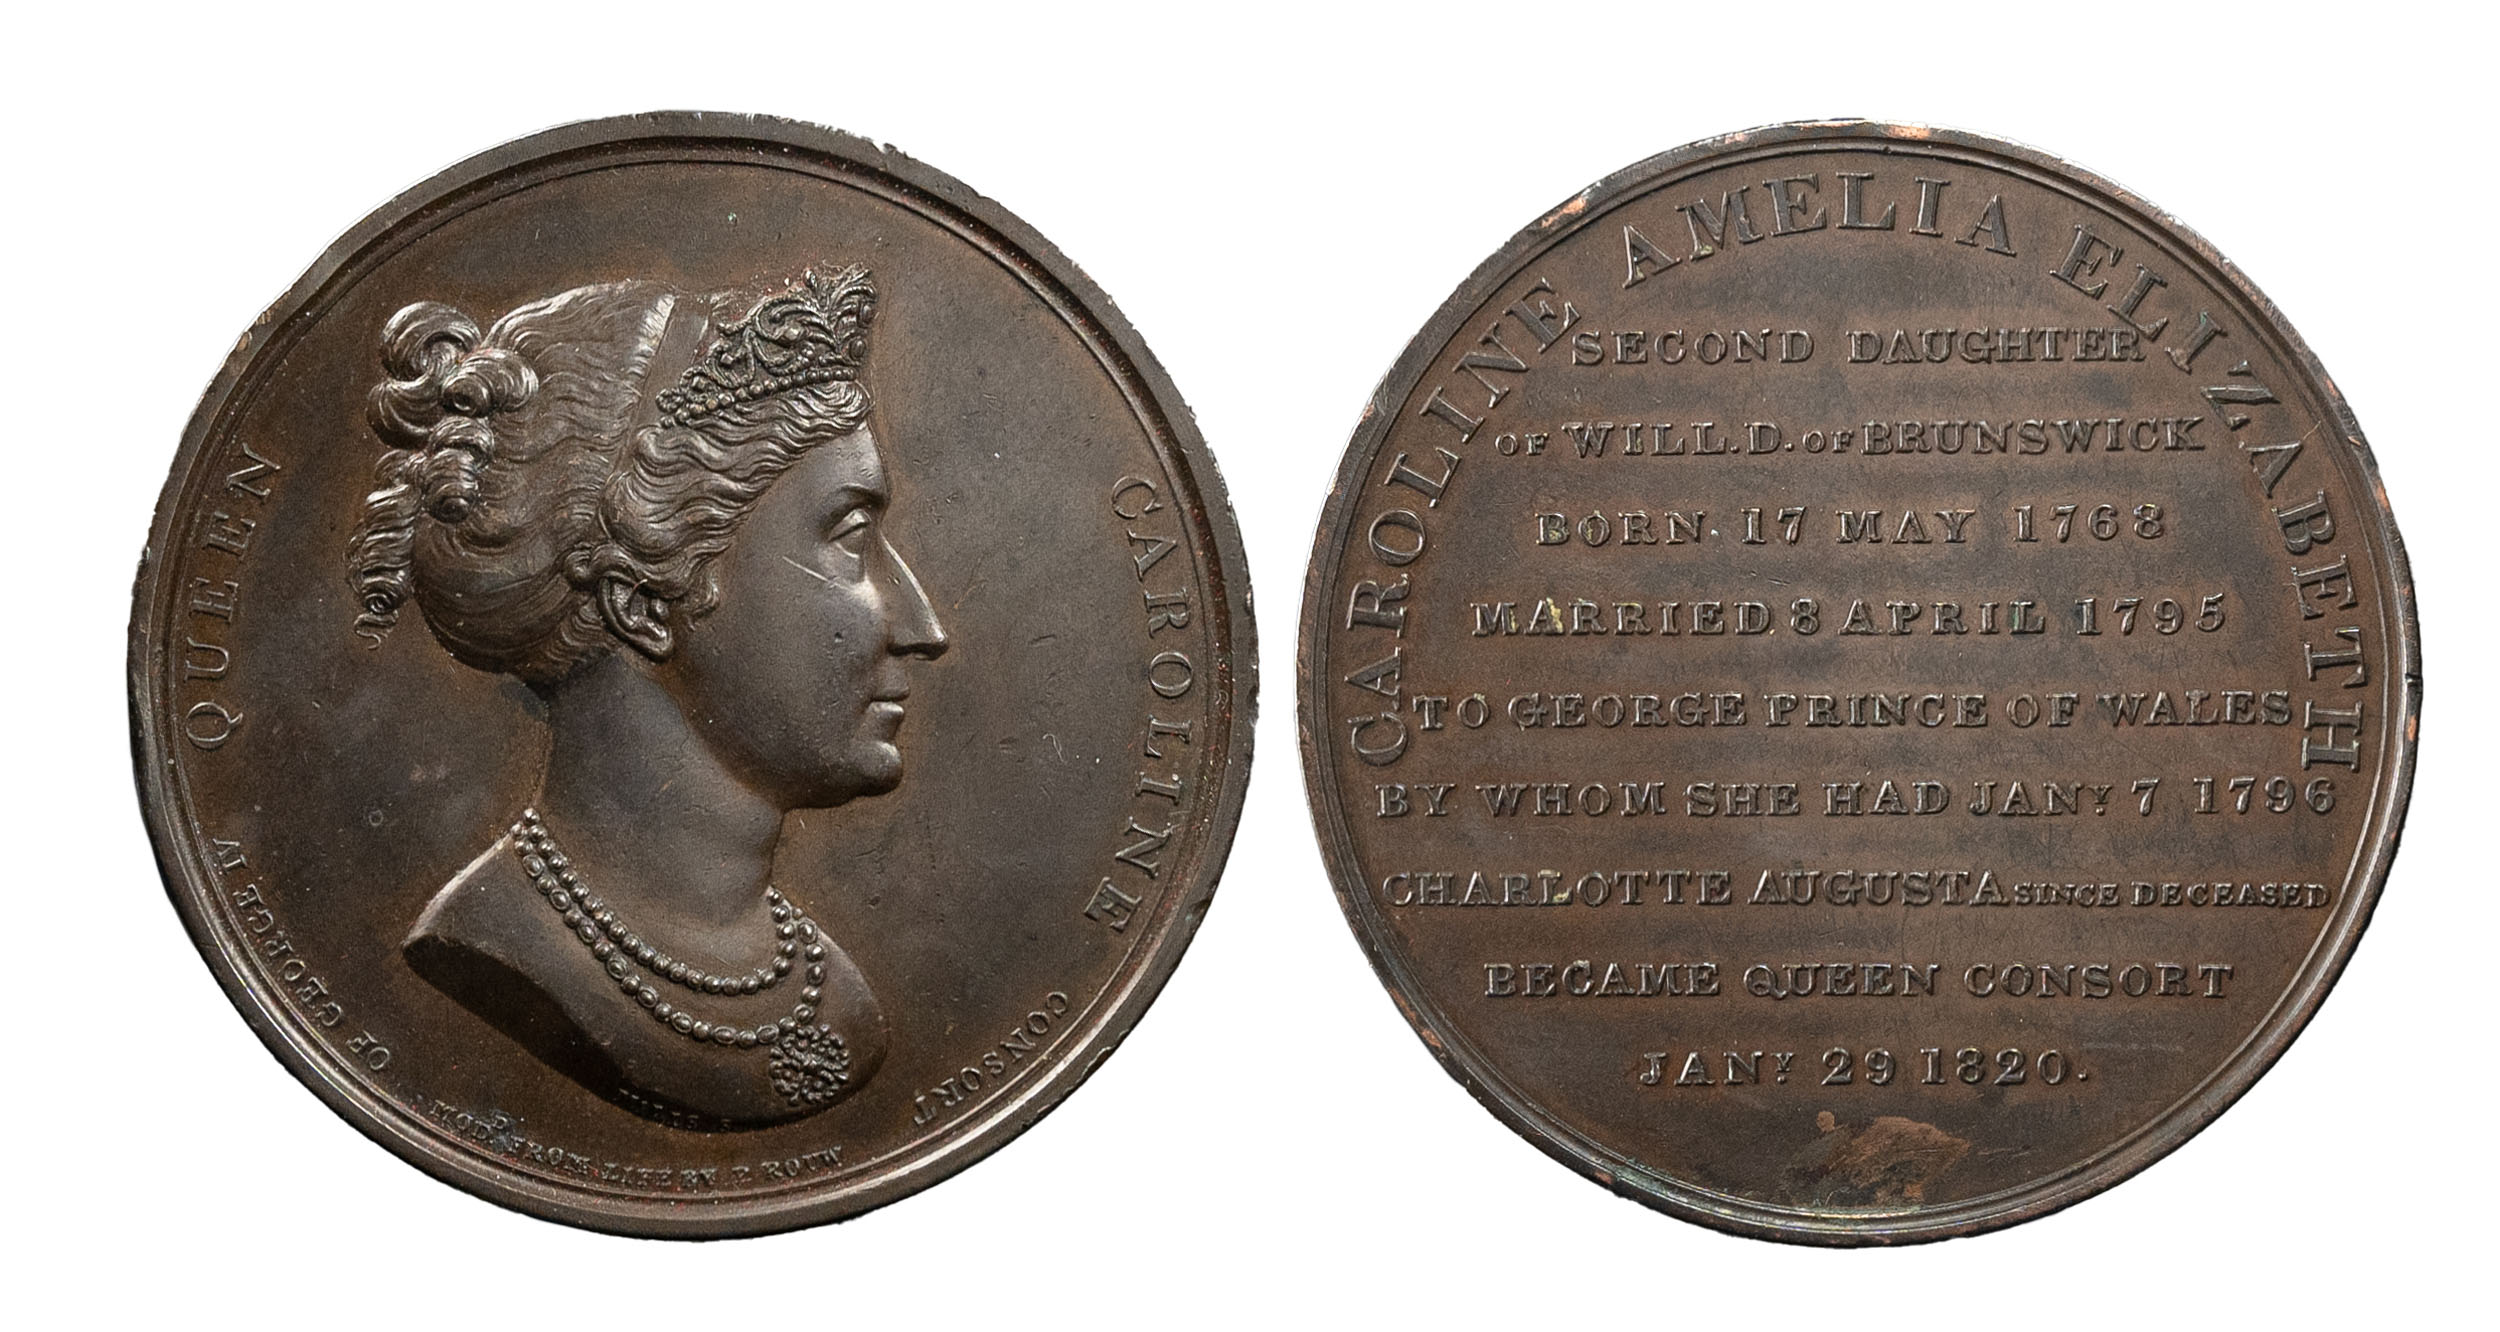 QUEEN CAROLINE
CONSORT OF GEORGE IV
MOD.D FROM LIFE BY P. ROUW
MILLS. S
CAROLINE AMELIA ELIZABETH
SECOND DAUGHTER
OF WILL.D.OF BRUNSWICK
BORN. 17 MAY 1768
MARRIED 8 APRIL 1795
TO GEORGE PRINCE OF WALES
BY WHOM SHE HAD JANY 7 1796
CHARLOTTE AUGUSTA SINCE DECEASED
BECAME QUEEN CONSORT
JANY 29 1820.